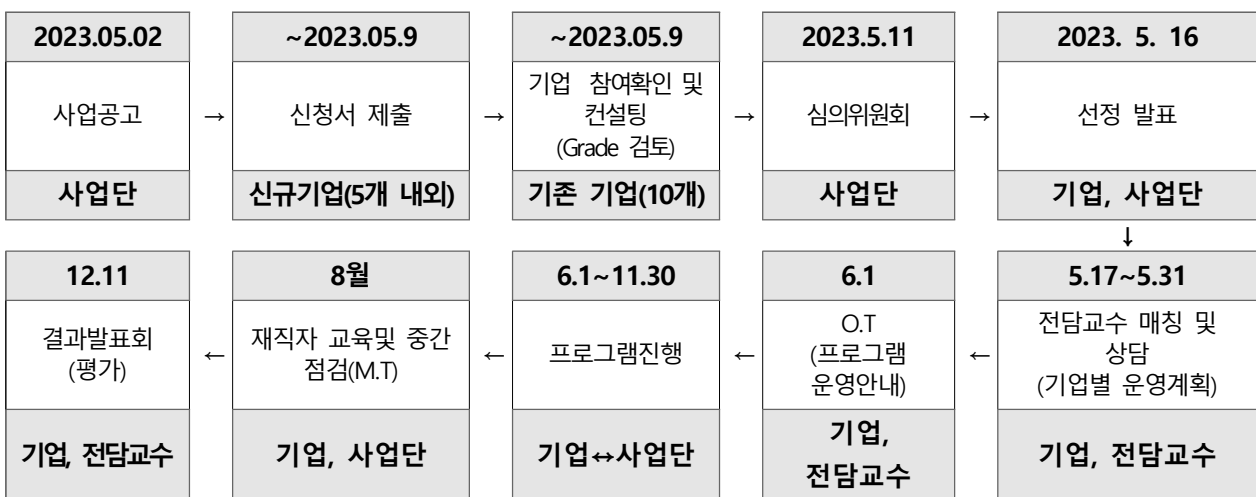 2023.05.02
사업공고
사업단
→
~2023.05.9
신청서 제출
신규기업(5개 내외)
→
~2023.05.9
기업 참여확인 및
컨설팅
(Grade 검토)
기존 기업(10개)
→
2023.5.11
심의위원회
사업단
→
2023. 5. 16
선정 발표
기업, 사업단
↓
5.17~5.31
전담교수 매칭 및
상담
(기업별 운영계획)
기업, 전담교수
←
6.1
O.T
(프로그램
운영안내)
기업,
전담교수
←
6.1~11.30
프로그램진행
기업↔사업단
←
8월
재직자 교육및 중간
점검(M.T)
기업, 사업단
←
12.11
결과발표회
(평가)
기업, 전담교수